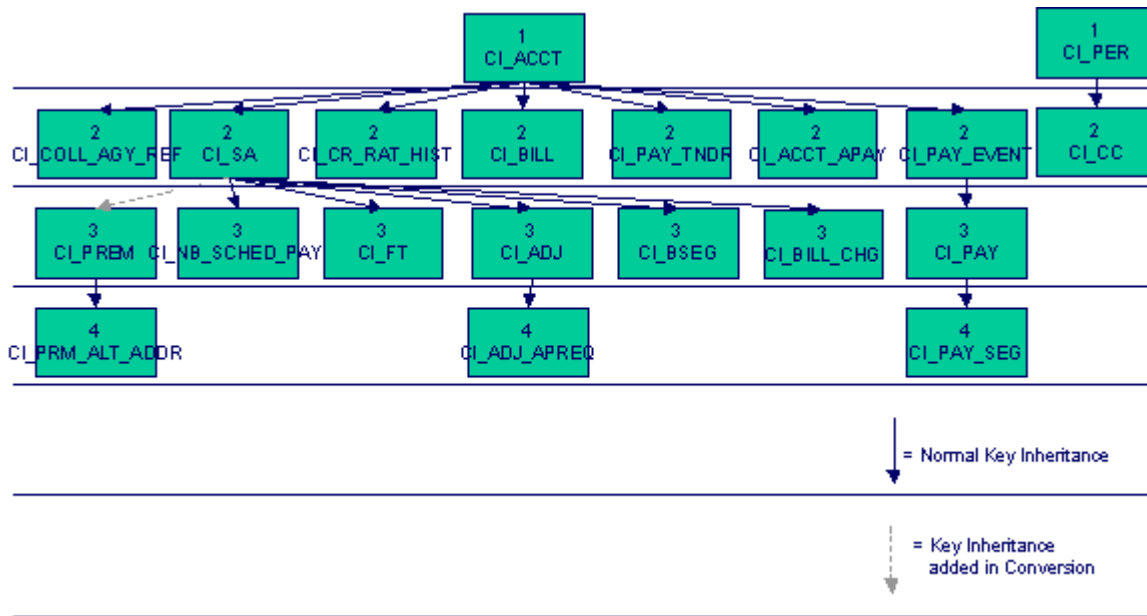 1
CI_ACCT
1
CI_PER
2
CI_COLL_AGY_REF
2
CI_SA
2
CI_CR_RAT_HIST
2
CI_BILL
2
CI_PAY_TNDR
2
CI_ACCT_APAY
2
CI_PAY_EVENT
2
CI_CC
3
CI_PREM
3
CI_NB_SCHED_PAY
3
CI_FT
3
CI_ADJ
3
CI_BSEG
3
CI_BILL_CHG
3
CI_PAY
4
CI_PRM_ALT_ADDR
4
CI_ADJ_APREQ
4
CI_PAY_SEG
= Normal Key Inheritance
= Key Inheritance
added in Conversion